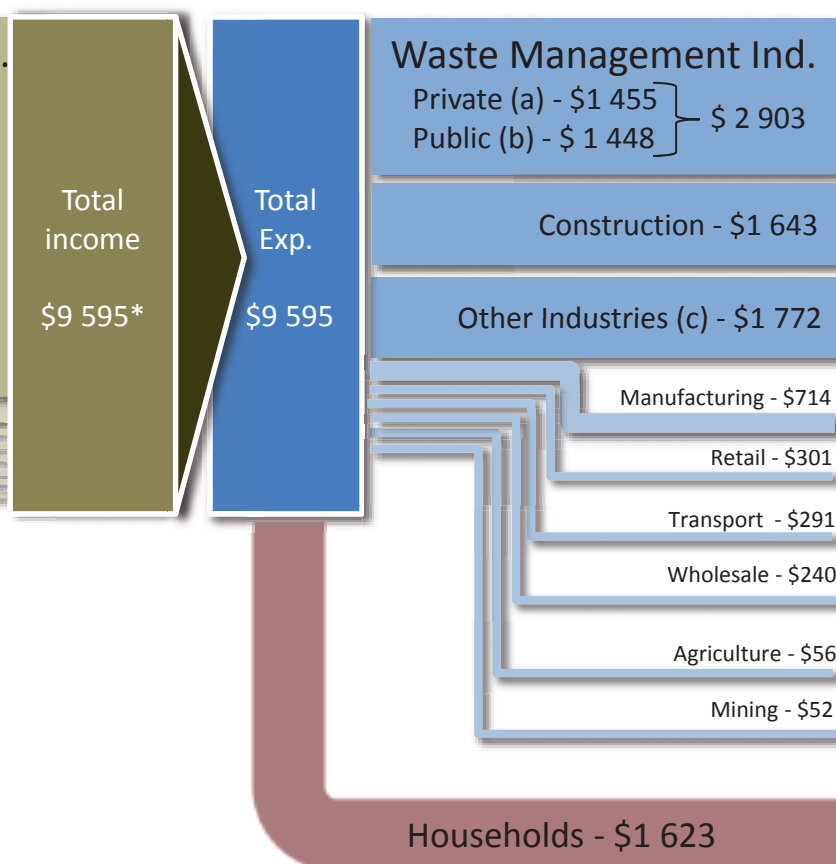 .
Total
income
$9 595*
Total
Exp.
$9 595
Waste Management Ind.
Private (a) - $1 455
Public (b) - $ 1 448
$ 2 903
Construction - $1 643
Other Industries (c) - $1 772
Manufacturing - $714
Retail - $301
Transport - $291
Wholesale - $240
Agriculture - $56
Mining - $52
Households - $1 623